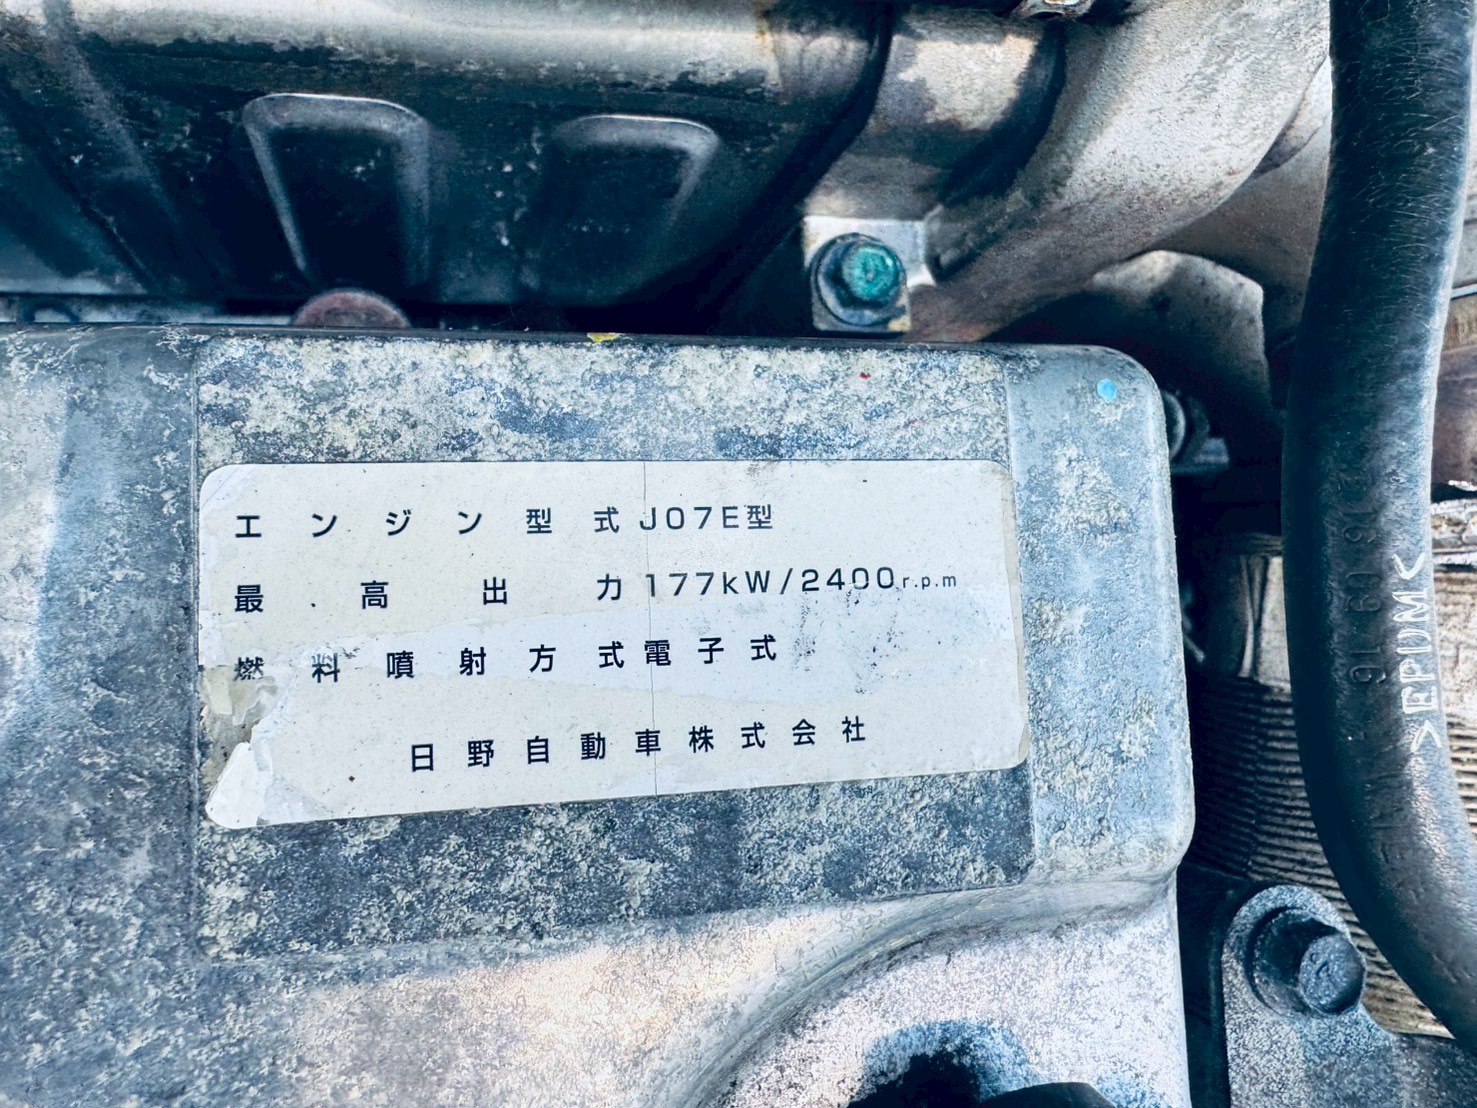 エンジン型式J07E型
最高出力177kW/2400r.p.m
燃料噴射方式電子式
日野自動車株式会社
>EPDM<